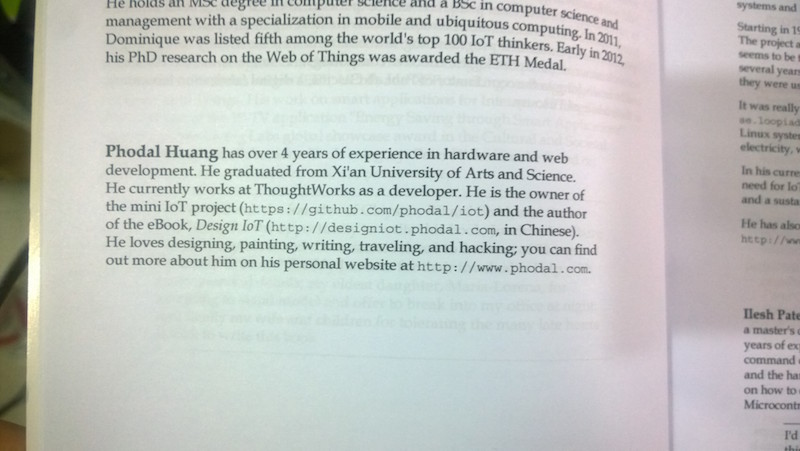 He holds an MSc degree in computer science and a BSc in computer science and
management with a specialization in mobile and ubiquitous computing. In 2011,
Dominique was listed fifth among the world's top 100 IoT thinkers. Early in 2012,
his PhD research on the Web of Things was awarded the ETH Medal.
Phodal Huang has over 4 years of experience in hardware and web
development. He graduated from Xi'an University of Arts and Science.
He currently works at ThoughtWorks as a developer. He is the owner of
the mini IoT project (https://github.com/phodal/iot) and the author
of the eBook, Design IoT (http://designiot.phodal.com, in Chinese).
He loves designing, painting, writing, traveling, and hacking; you can find
out more about him on his personal website at http://www.phodal.com.
systems and
Starting in
The project a
seems to be
several year
they were us
It was really
se.loopiad
Linux system
electricity,
In his curre
need for Io
and a susta
He has also
http://ww
Ilesh Pate
a master's
years of ex
command
and the ha
on how to
Microcontr
I'd